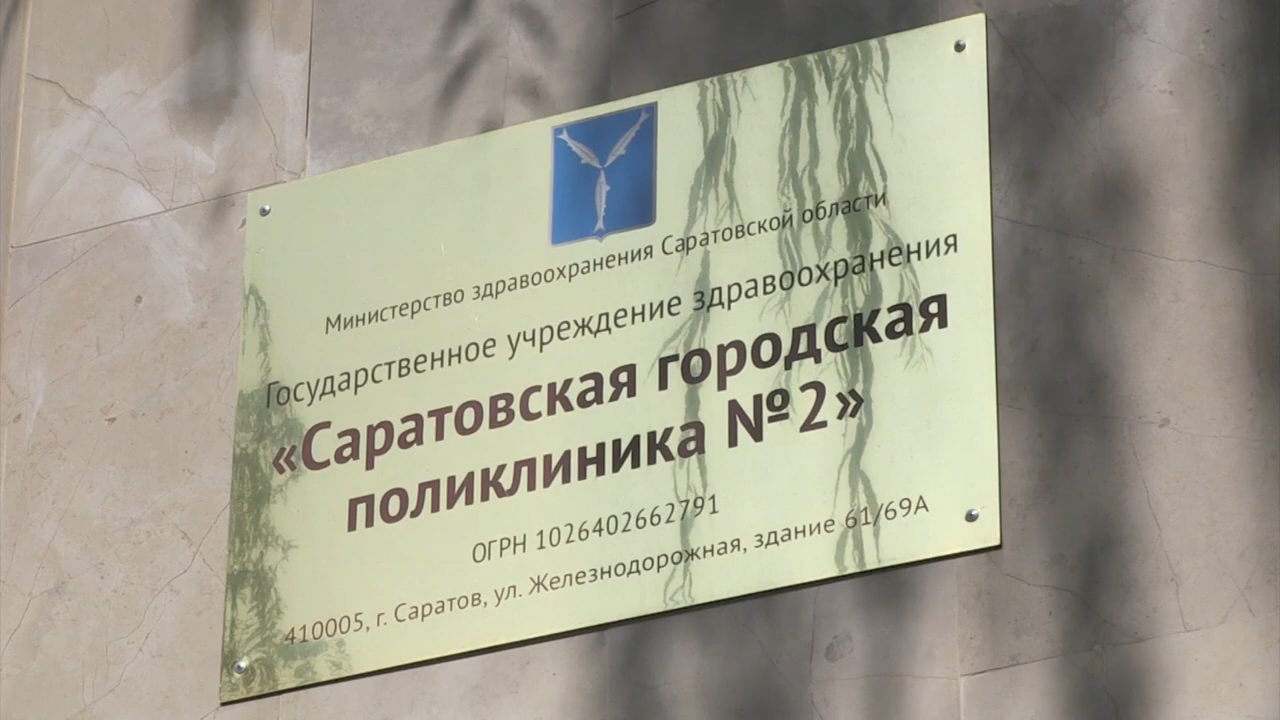 Министерство здравоохранения Саратовской области
Государственное учреждение здравоохранения
«Саратовская городская
поликлиника №2»
ОГРН 1026402662791
410005, г. Саратов, ул. Железнодорожная, здание 61/69А